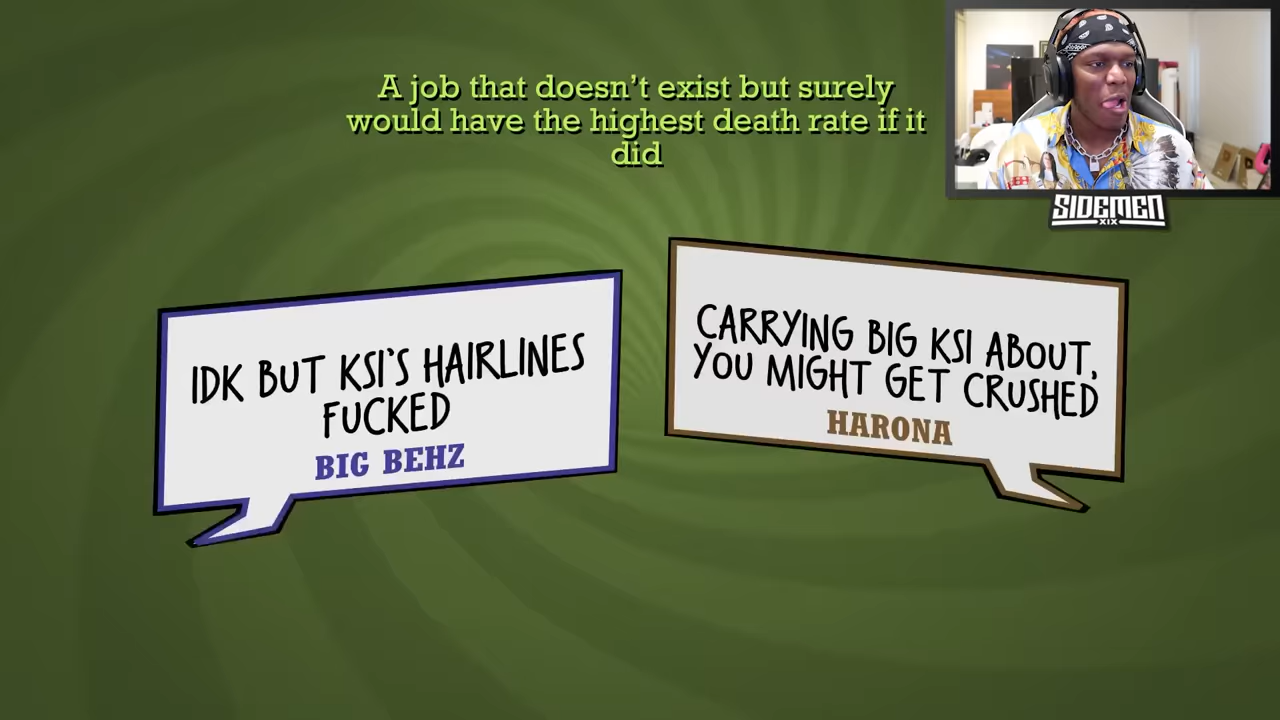 A job that doesn't exist but surely
would have the highest death rate if it
did
SIDEMEN
XIX
IDK BUT KSI'S HAIRLINES
FUCKED
BIG BEHZ
CARRYING BIG KSI ABOUT,
YOU MIGHT GET CRUSHED
HARONA